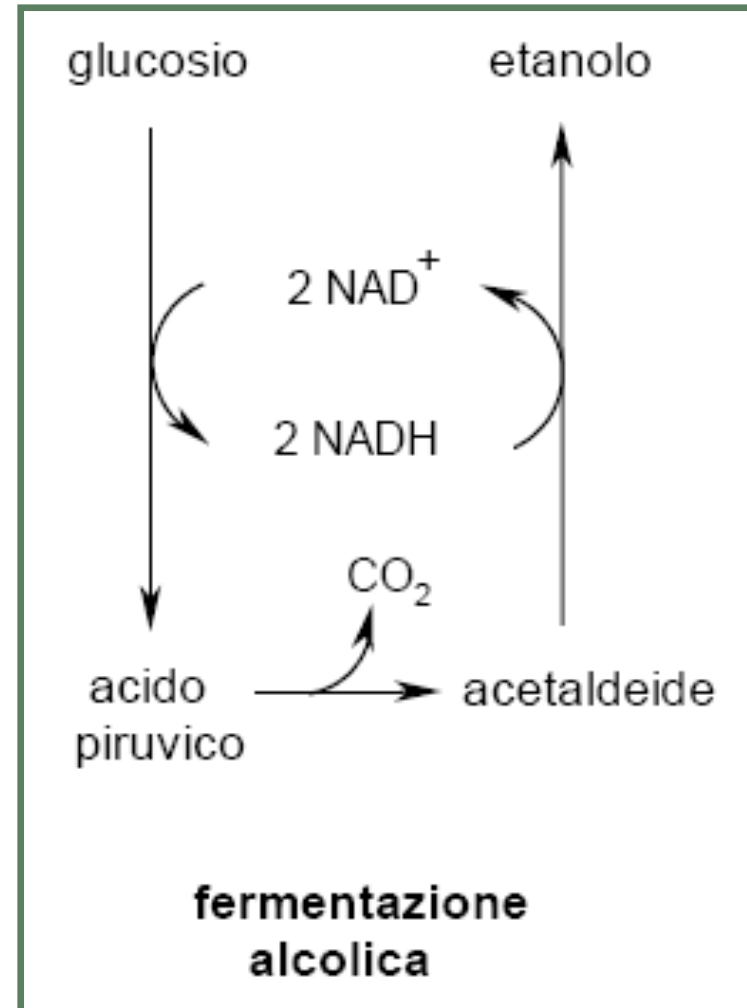 glucosio
etanolo
2 NAD+
2 NADH
CO2
acido
piruvico
acetaldeide
fermentazione
alcolica